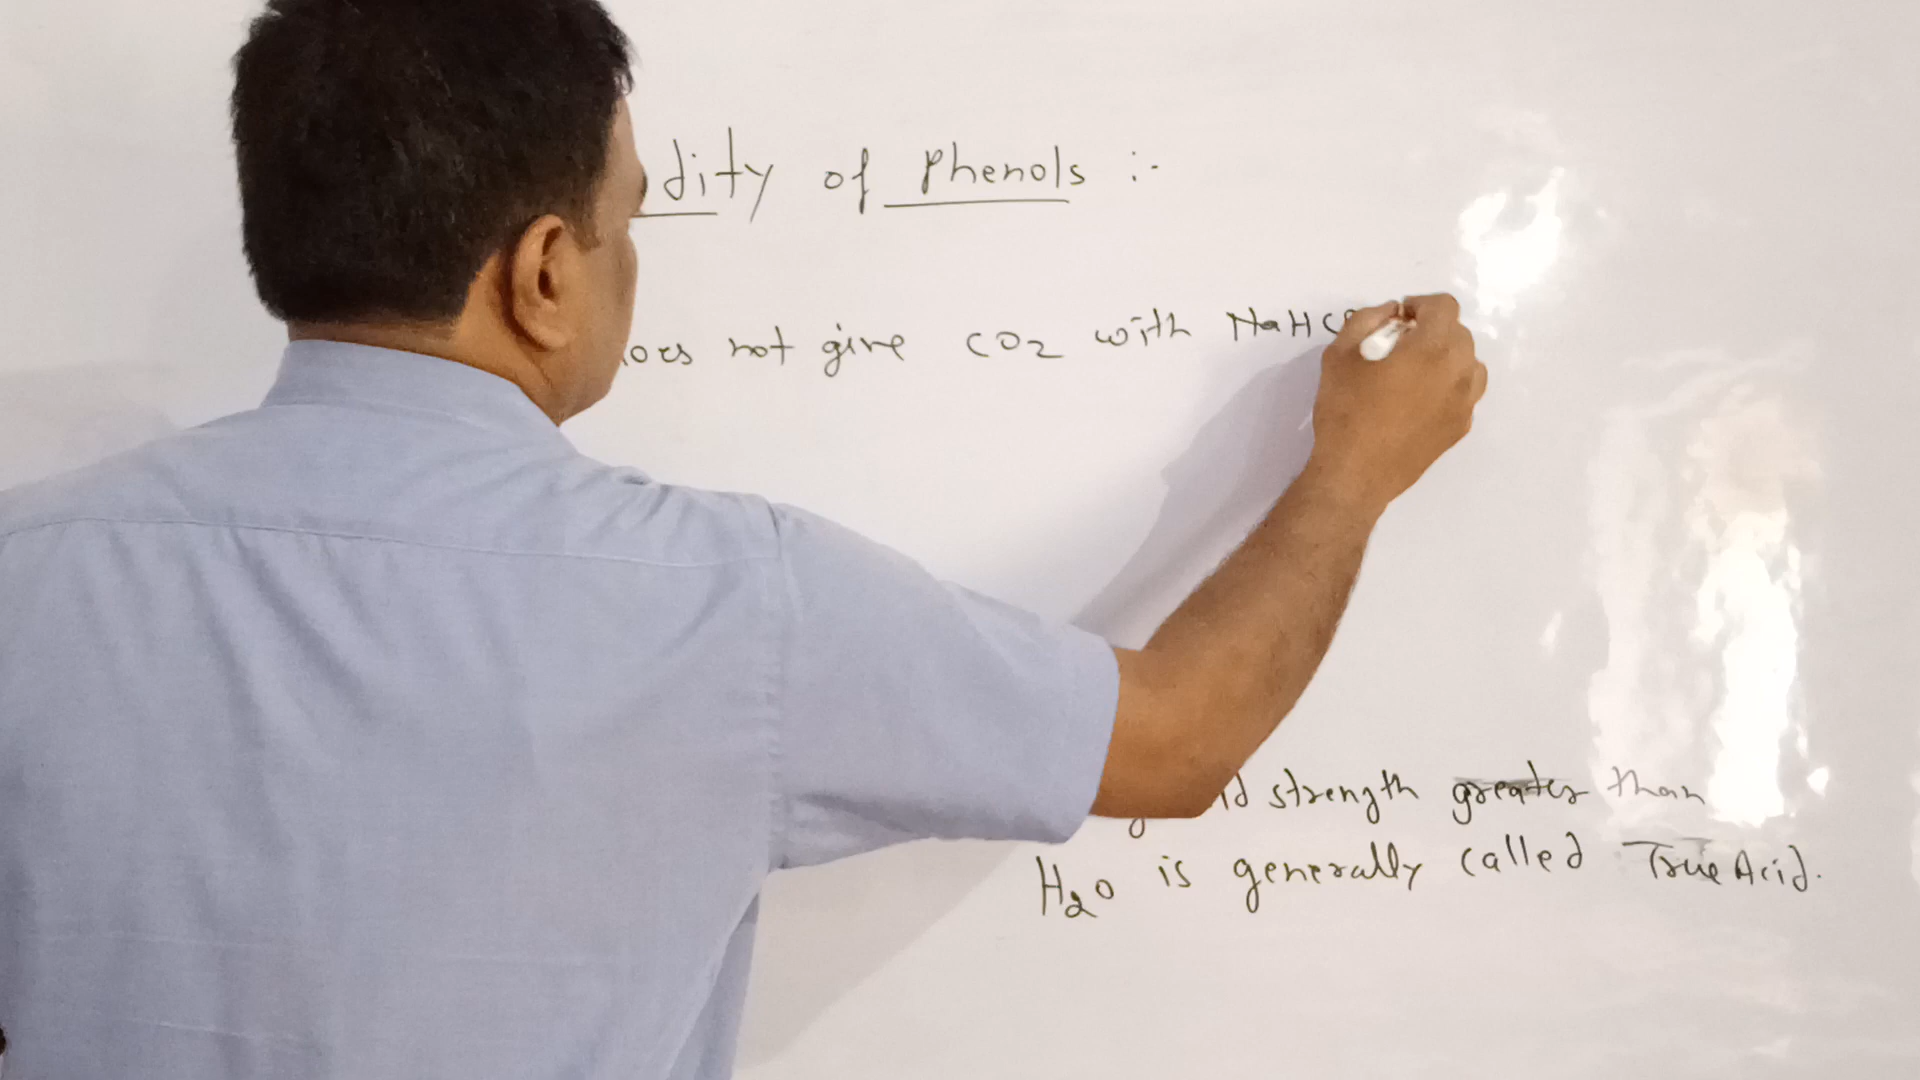 dity of Phenols :-
oes not give CO2 with NaHC
strength greater than
H2O is generally called True Acid.